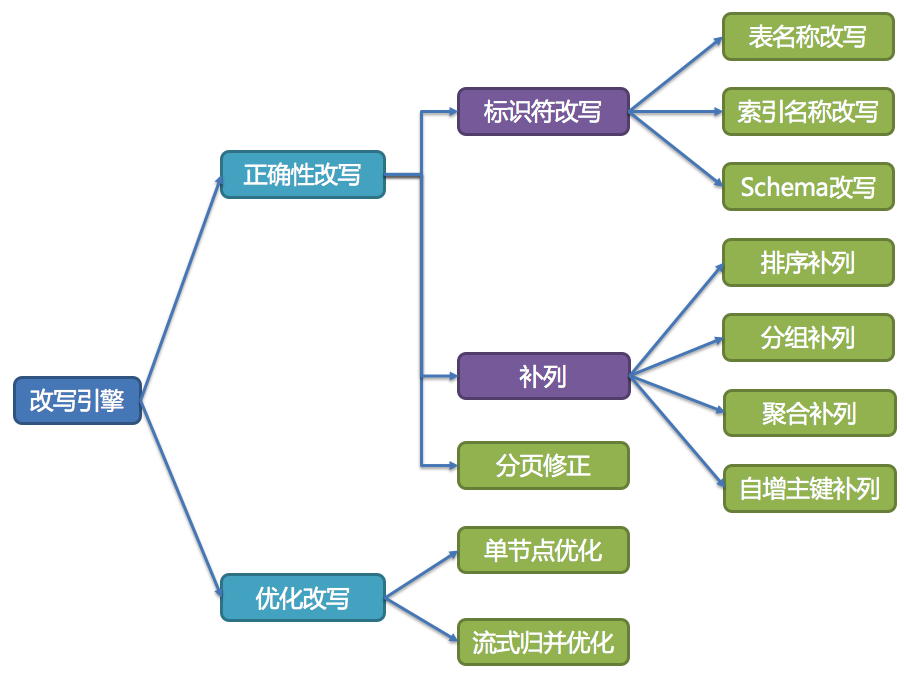 改写引擎
正确性改写
标识符改写
表名称改写
索引名称改写
Schema改写
补列
排序补列
分组补列
聚合补列
自增主键补列
分页修正
优化改写
单节点优化
流式归并优化